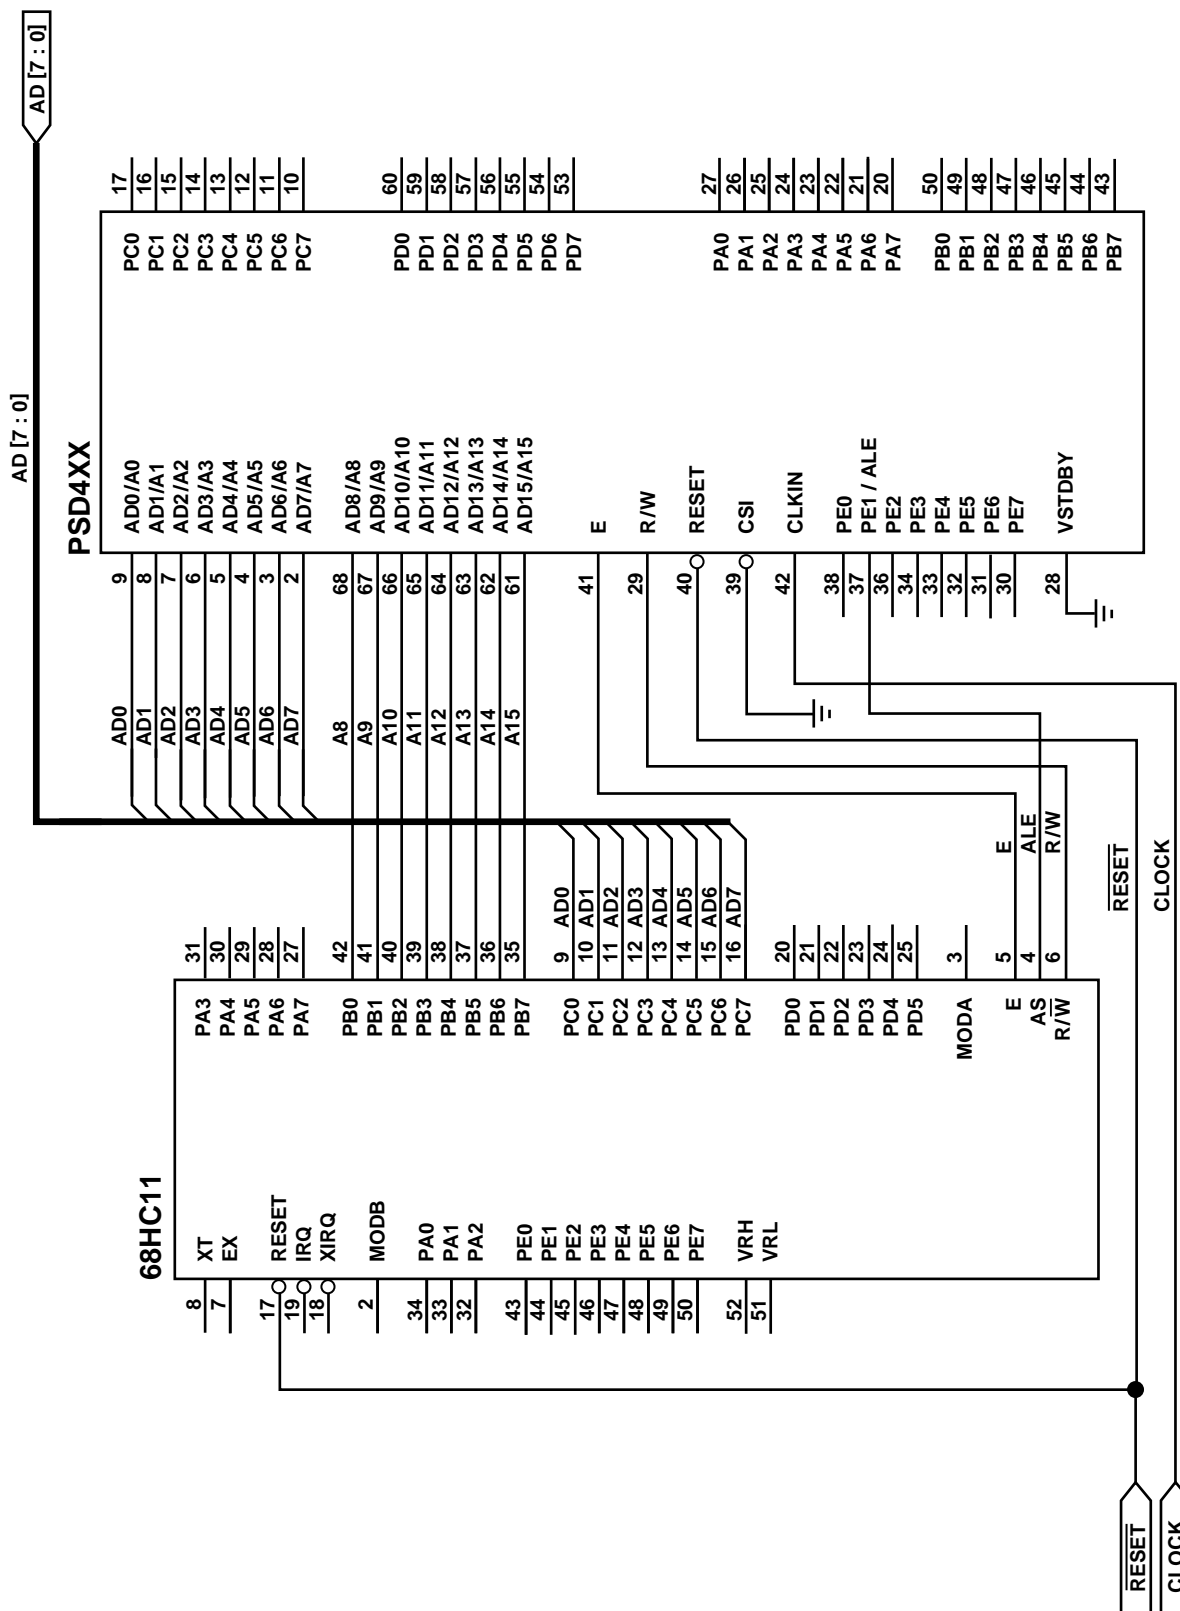 AD [7 : 0]
AD [7 : 0]
68HC11
8 XT
7 EX
17 RESET
19 IRQ
18 XIRQ
2 MODB
34 PA0
33 PA1
32 PA2
43 PE0
44 PE1
45 PE2
46 PE3
47 PE4
48 PE5
49 PE6
50 PE7
52 VRH
51 VRL
PA3 31
PA4 30
PA5 29
PA6 28
PA7 27
PB0 42
PB1 41
PB2 40
PB3 39
PB4 38
PB5 37
PB6 36
PB7 35
PC0 9 AD0
PC1 10 AD1
PC2 11 AD2
PC3 12 AD3
PC4 13 AD4
PC5 14 AD5
PC6 15 AD6
PC7 16 AD7
PD0 20
PD1 21
PD2 22
PD3 23
PD4 24
PD5 25
MODA 3
E 5 E
AS 4 ALE
R/W 6 R/W
PSD4XX
AD0 9 AD0/A0
AD1 8 AD1/A1
AD2 7 AD2/A2
AD3 6 AD3/A3
AD4 5 AD4/A4
AD5 4 AD5/A5
AD6 3 AD6/A6
AD7 2 AD7/A7
A8 68 AD8/A8
A9 67 AD9/A9
A10 66 AD10/A10
A11 65 AD11/A11
A12 64 AD12/A12
A13 63 AD13/A13
A14 62 AD14/A14
A15 61 AD15/A15
41 E
29 R/W
40 RESET
39 CSI
42 CLKIN
38 PE0
37 PE1 / ALE
36 PE2
34 PE3
33 PE4
32 PE5
31 PE6
30 PE7
28 VSTDBY
PC0 17
PC1 16
PC2 15
PC3 14
PC4 13
PC5 12
PC6 11
PC7 10
PD0 60
PD1 59
PD2 58
PD3 57
PD4 56
PD5 55
PD6 54
PD7 53
PA0 27
PA1 26
PA2 25
PA3 24
PA4 23
PA5 22
PA6 21
PA7 20
PB0 50
PB1 49
PB2 48
PB3 47
PB4 46
PB5 45
PB6 44
PB7 43
RESET RESET
CLOCK CLOCK